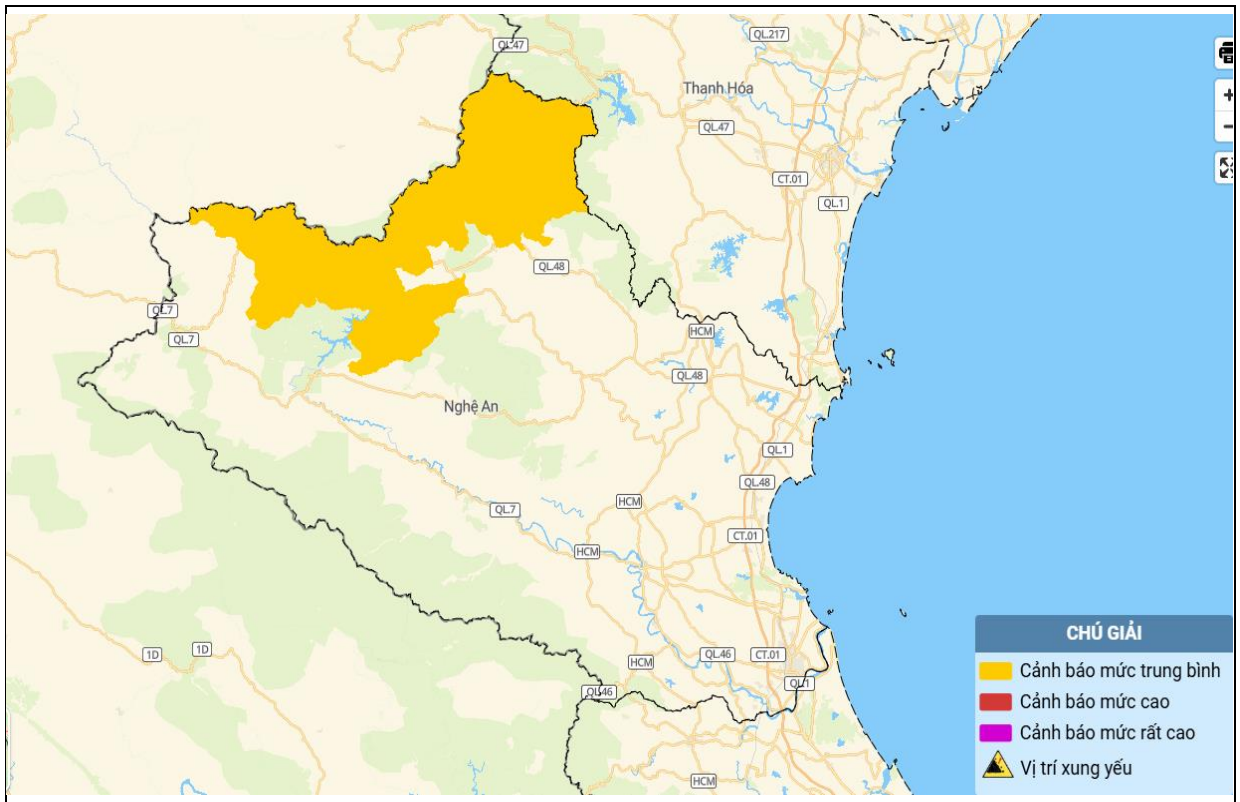 QL.47
QL.217
Thanh Hóa
QL.47
CT.01
QL.1
QL.48
QL.7
QL.7
HCM
QL.48
Nghệ An
QL.1
QL.48
HCM
QL.7
CT.01
HCM
1D
1D
HCM
QL.46
CT.01
QL.46
QL.1
HCM
CHÚ GIẢI
Cảnh báo mức trung bình
Cảnh báo mức cao
Cảnh báo mức rất cao
Vị trí xung yếu